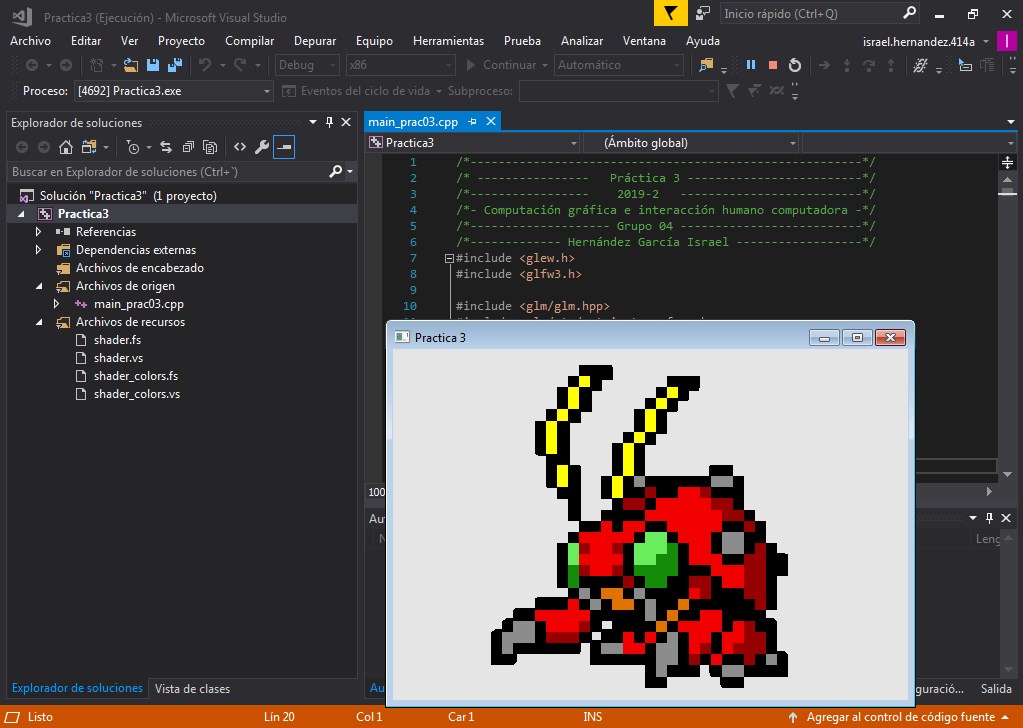 Practica3 (Ejecución) - Microsoft Visual Studio
Inicio rápido (Ctrl+Q)
Archivo Editar Ver Proyecto Compilar Depurar Equipo Herramientas Prueba Analizar Ventana Ayuda israel.hernandez.414a I
Debug x86 Continuar Automático
Proceso: [4692] Practica3.exe Eventos del ciclo de vida Subproceso:
Explorador de soluciones
main_prac03.cpp
Practica3 (Ámbito global)
Buscar en Explorador de soluciones (Ctrl+`)
Solución "Practica3" (1 proyecto)
Practica3
Referencias
Dependencias externas
Archivos de encabezado
Archivos de origen
main_prac03.cpp
Archivos de recursos
shader.fs
shader.vs
shader_colors.fs
shader_colors.vs
1 /*---------------------------------------------------------*/
2 /* ---------------- Práctica 3 --------------------------*/
3 /*----------------- 2019-2 ---------------------------*/
4 /*- Computación gráfica e interacción humano computadora -*/
5 /*-------------------- Grupo 04 ---------------------------*/
6 /*------------- Hernández García Israel ------------------*/
7 #include <glew.h>
8 #include <glfw3.h>
9
10 #include <glm/glm.hpp>
Practica 3
100
Au
N
Leng
Explorador de soluciones Vista de clases
Au
guració... Salida
Listo Lín 20 Col 1 Car 1 INS Agregar al control de código fuente